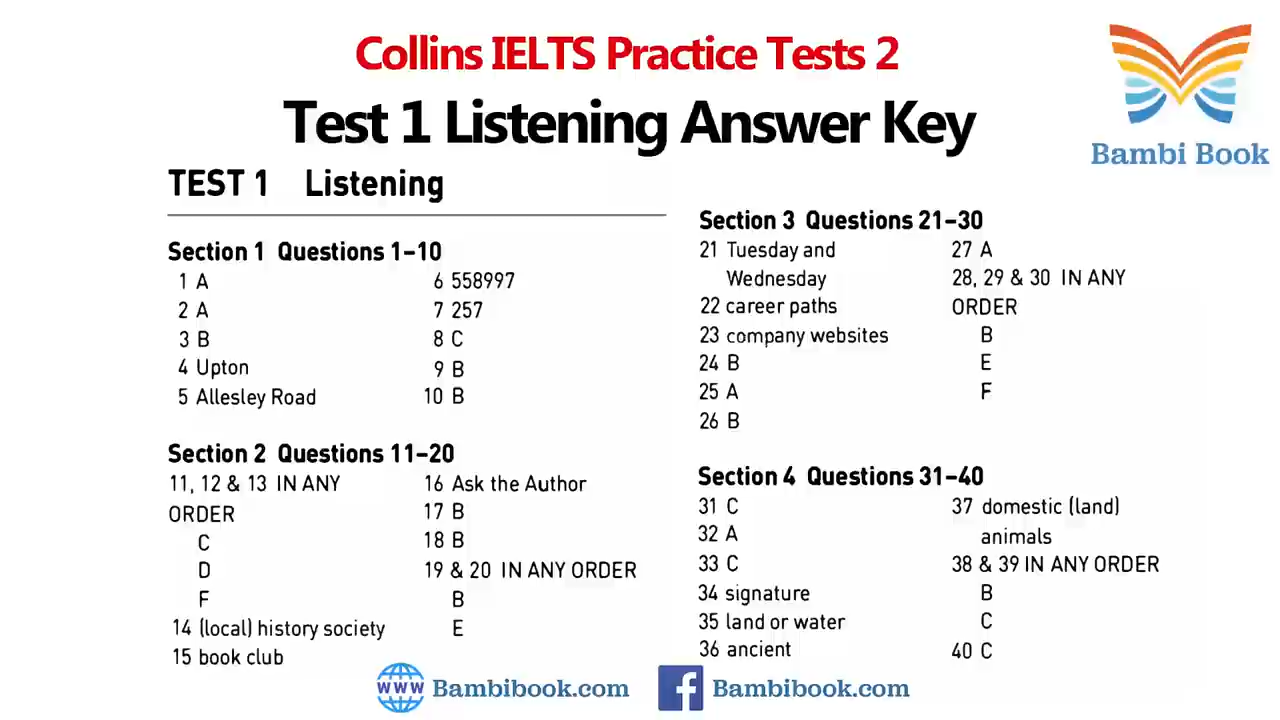 Collins IELTS Practice Tests 2
Test 1 Listening Answer Key
Bambi Book
TEST 1 Listening
Section 1 Questions 1–10
1 A
2 A
3 B
4 Upton
5 Allesley Road
6 558997
7 257
8 C
9 B
10 B
Section 2 Questions 11–20
11, 12 & 13 IN ANY
ORDER
C
D
F
14 (local) history society
15 book club
16 Ask the Author
17 B
18 B
19 & 20 IN ANY ORDER
B
E
Section 3 Questions 21–30
21 Tuesday and
Wednesday
22 career paths
23 company websites
24 B
25 A
26 B
27 A
28, 29 & 30 IN ANY
ORDER
B
E
F
Section 4 Questions 31–40
31 C
32 A
33 C
34 signature
35 land or water
36 ancient
37 domestic (land)
animals
38 & 39 IN ANY ORDER
B
C
40 C
www Bambibook.com
f Bambibook.com